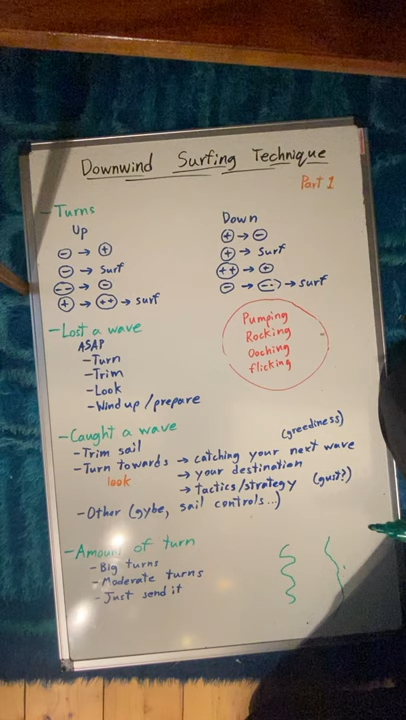 Downwind Surfing Technique
Part 1
- Turns
Up
⊖ → ⊕
⊖ → Surf
(--) → ⊖
⊕ → (++) → surf
Down
⊕ → ⊖
⊕ → Surf
(++) → ⊕
⊖ → (--) → surf
Pumping
Rocking
Ooching
flicking
- Lost a wave
ASAP
- Turn
- Trim
- Look
- Wind up / prepare
- Caught a wave
- Trim sail
(greediness)
- Turn towards → catching your next wave
look
→ your destination
→ tactics/strategy (gust?)
- Other (gybe, sail controls...)
- Amount of turn
- Big turns
- Moderate turns
- Just send it